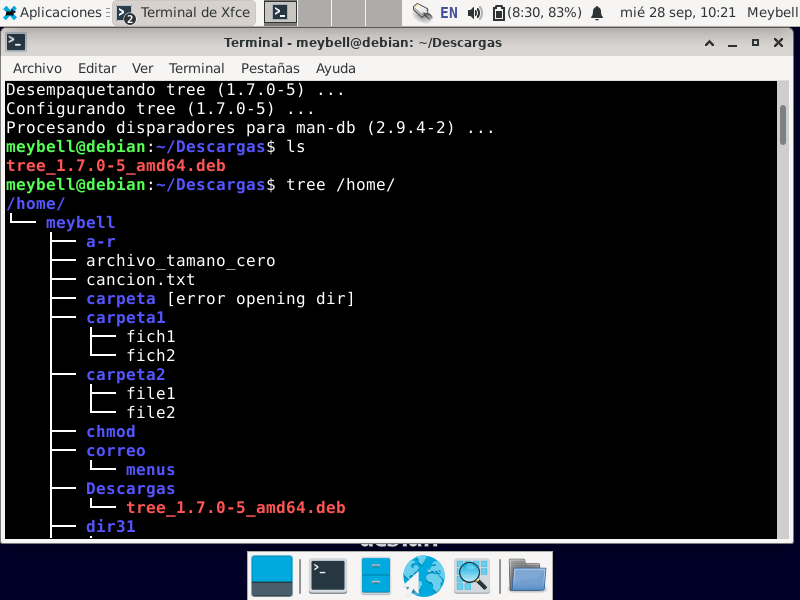 Aplicaciones
2 Terminal de Xfce
EN
(8:30, 83%)
mié 28 sep, 10:21
Meybell
Terminal - meybell@debian: ~/Descargas
Archivo Editar Ver Terminal Pestañas Ayuda
Desempaquetando tree (1.7.0-5) ...
Configurando tree (1.7.0-5) ...
Procesando disparadores para man-db (2.9.4-2) ...
meybell@debian:~/Descargas$ ls
tree_1.7.0-5_amd64.deb
meybell@debian:~/Descargas$ tree /home/
/home/
└── meybell
    ├── a-r
    ├── archivo_tamano_cero
    ├── cancion.txt
    ├── carpeta [error opening dir]
    ├── carpeta1
    │   ├── fich1
    │   └── fich2
    ├── carpeta2
    │   ├── file1
    │   └── file2
    ├── chmod
    ├── correo
    │   └── menus
    ├── Descargas
    │   └── tree_1.7.0-5_amd64.deb
    ├── dir31